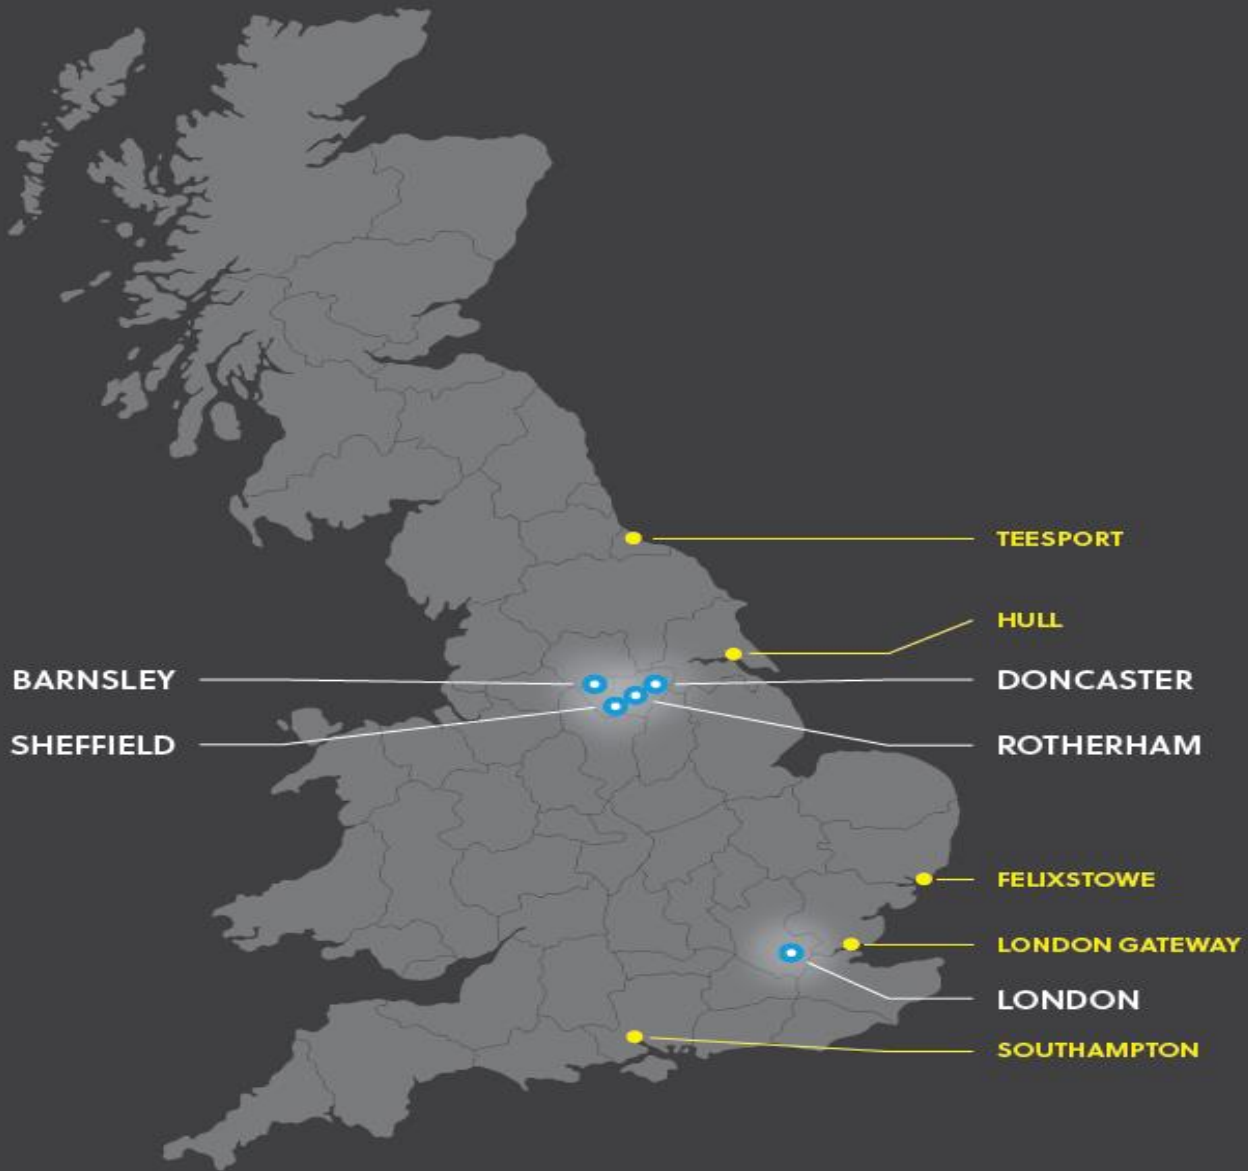 TEESPORT
HULL
BARNSLEY
DONCASTER
SHEFFIELD
ROTHERHAM
FELIXSTOWE
LONDON GATEWAY
LONDON
SOUTHAMPTON